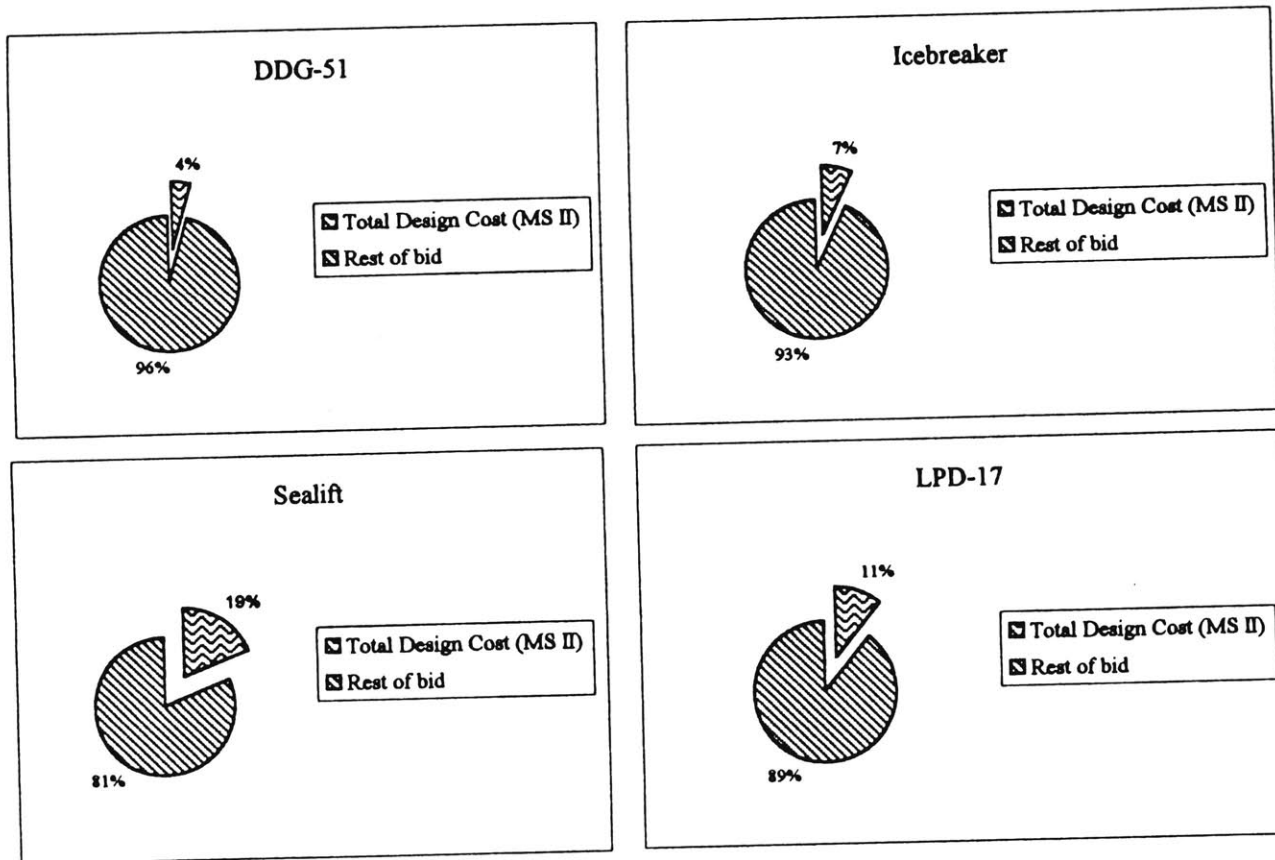 DDG-51
4%
Total Design Cost (MS II)
Rest of bid
96%
Icebreaker
7%
Total Design Cost (MS II)
Rest of bid
93%
Sealift
19%
Total Design Cost (MS II)
Rest of bid
81%
LPD-17
11%
Total Design Cost (MS II)
Rest of bid
89%